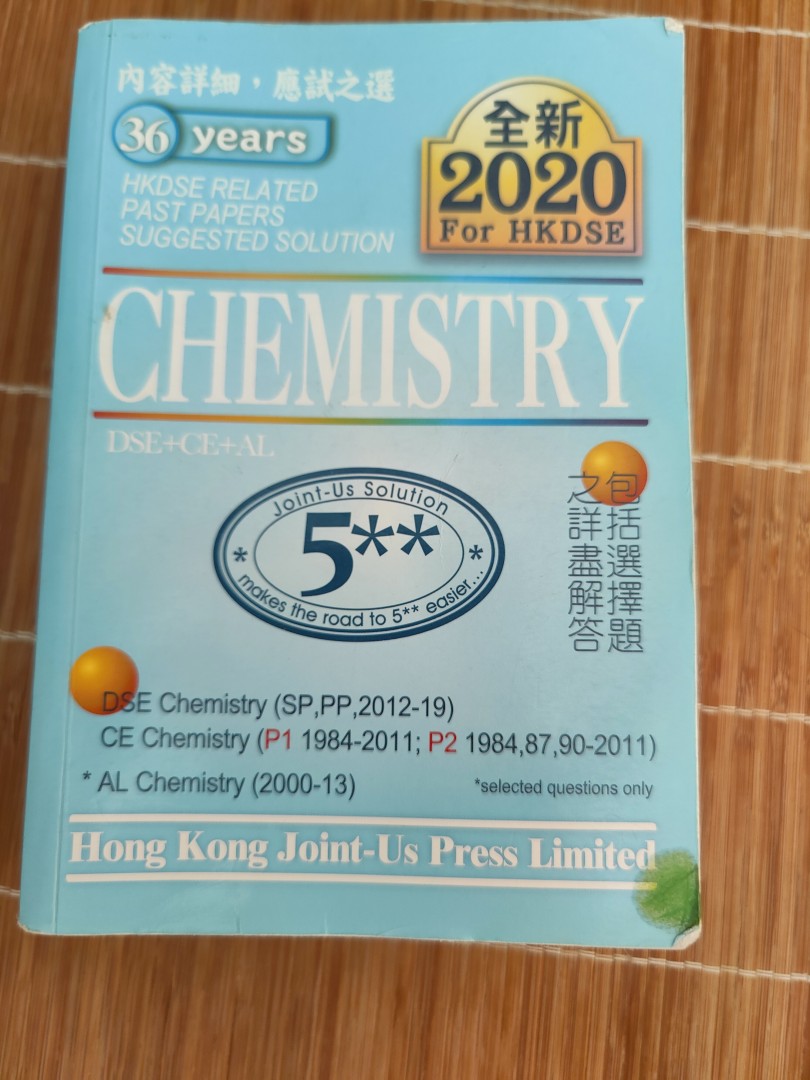 內容詳細，應試之選
36 years
HKDSE RELATED
PAST PAPERS
SUGGESTED SOLUTION
全新
2020
For HKDSE
CHEMISTRY
DSE+CE+AL
Joint-Us Solution
5**
* *
makes the road to 5** easier...
包括選擇題
之詳盡解答
DSE Chemistry (SP,PP,2012-19)
CE Chemistry (P1 1984-2011; P2 1984,87,90-2011)
* AL Chemistry (2000-13)
*selected questions only
Hong Kong Joint-Us Press Limited